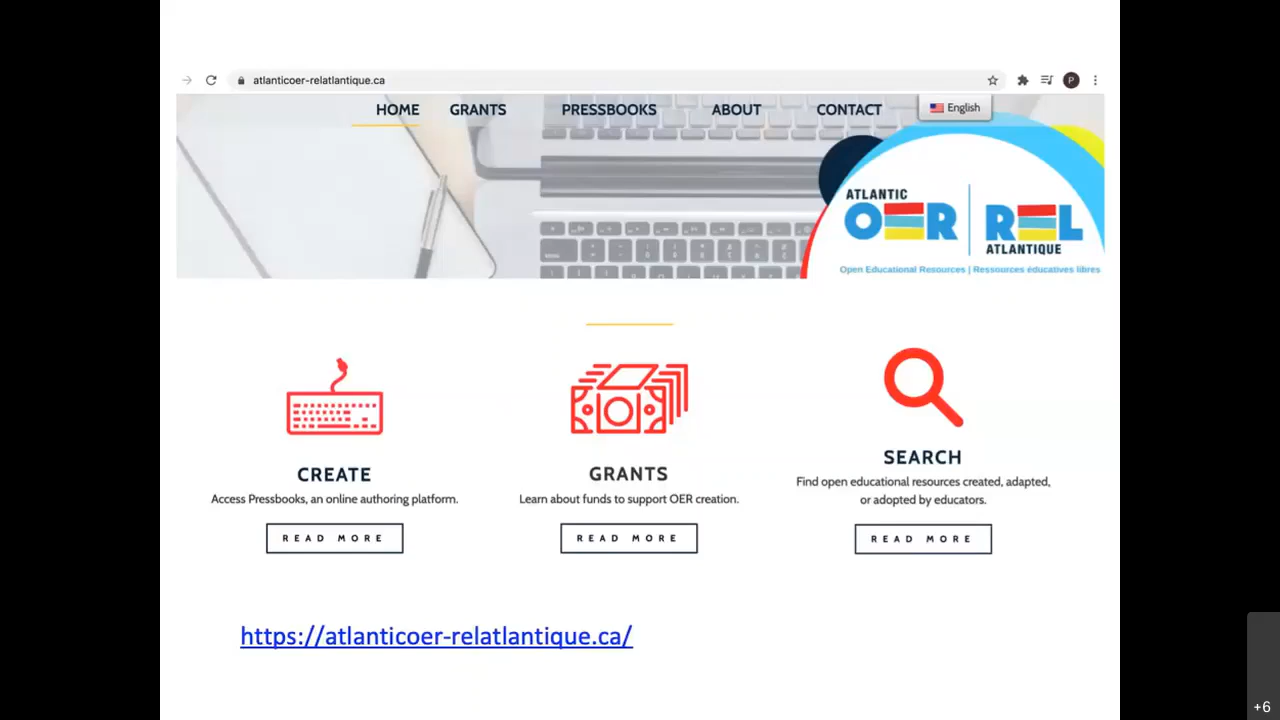 atlanticoer-relatlantique.ca
P
HOME GRANTS PRESSBOOKS ABOUT CONTACT English
ATLANTIC
OER REL
ATLANTIQUE
Open Educational Resources | Ressources éducatives libres
CREATE
Access Pressbooks, an online authoring platform.
READ MORE
GRANTS
Learn about funds to support OER creation.
READ MORE
SEARCH
Find open educational resources created, adapted,
or adopted by educators.
READ MORE
https://atlanticoer-relatlantique.ca/
+6